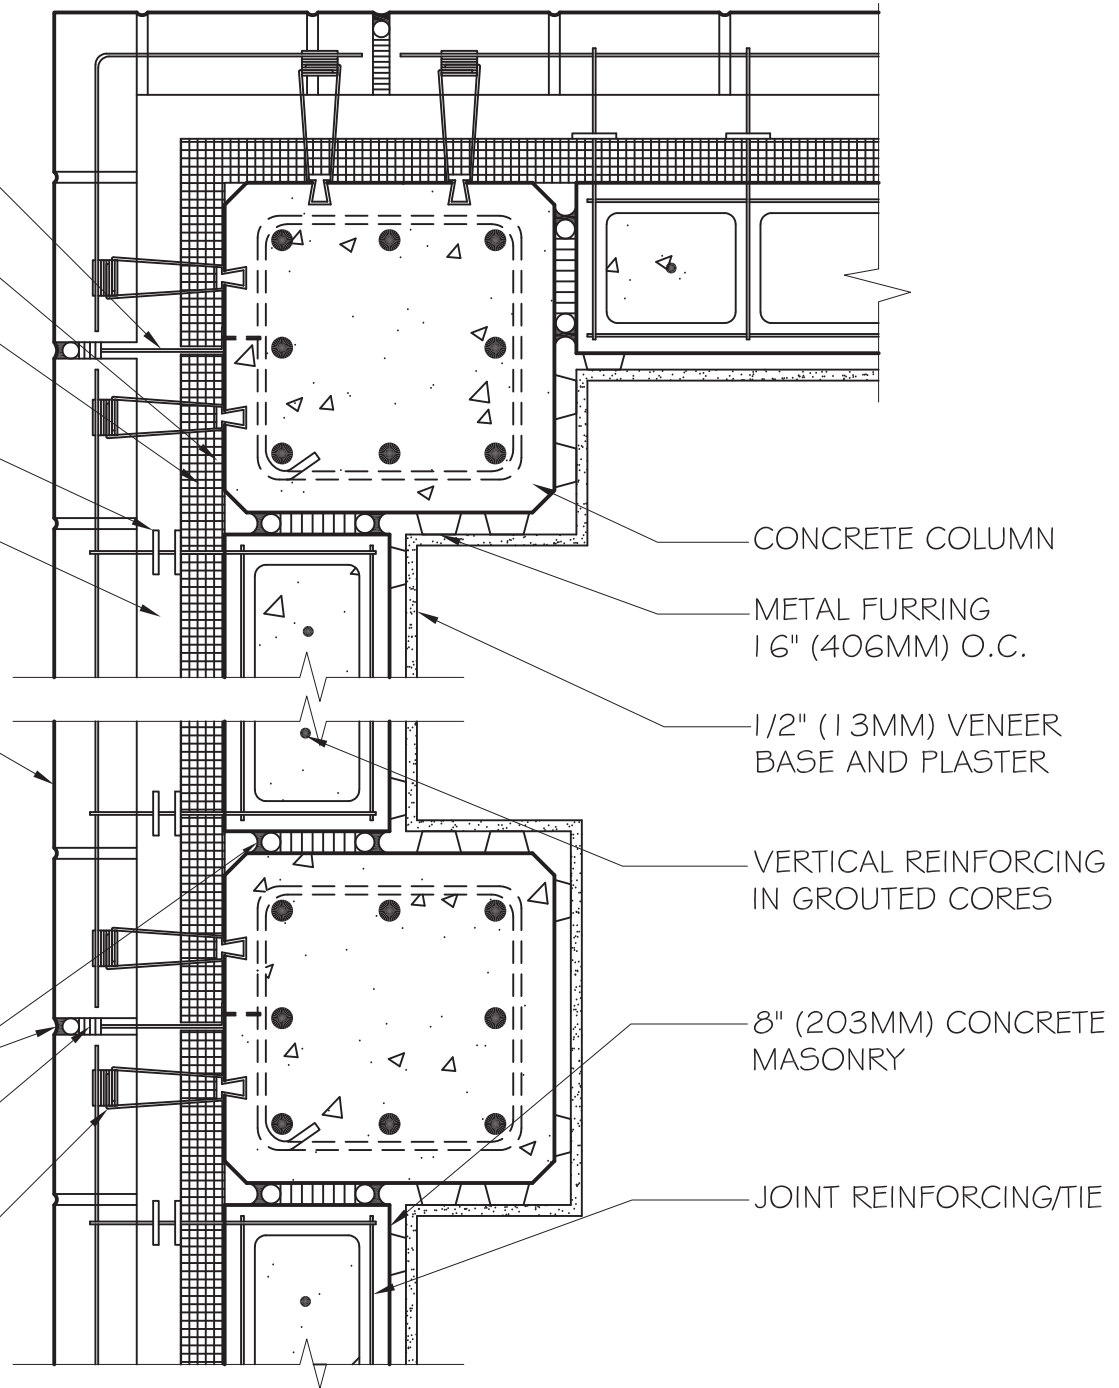 CONCRETE COLUMN
METAL FURRING
16" (406MM) O.C.
1/2" (13MM) VENEER
BASE AND PLASTER
VERTICAL REINFORCING
IN GROUTED CORES
8" (203MM) CONCRETE
MASONRY
JOINT REINFORCING/TIE